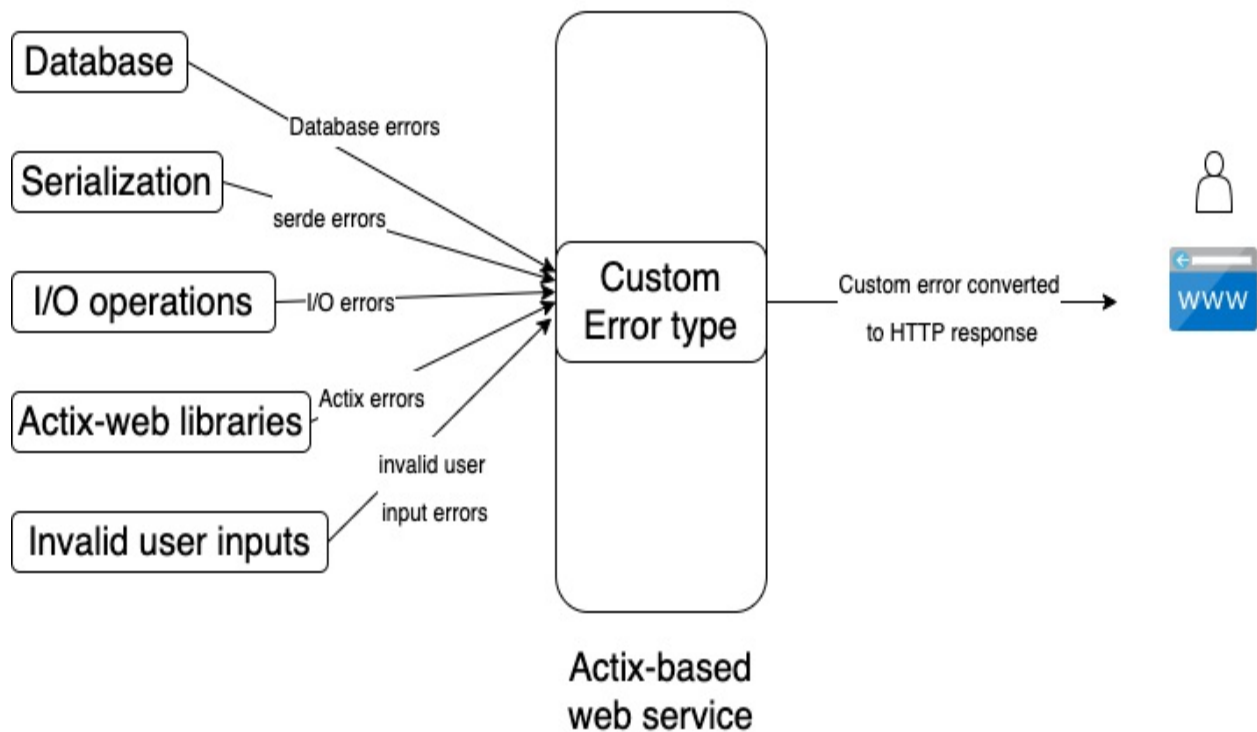 Database
Database errors
Serialization
serde errors
I/O operations
I/O errors
Actix-web libraries
Actix errors
Invalid user inputs
invalid user
input errors
Custom
Error type
Custom error converted
to HTTP response
www
Actix-based
web service